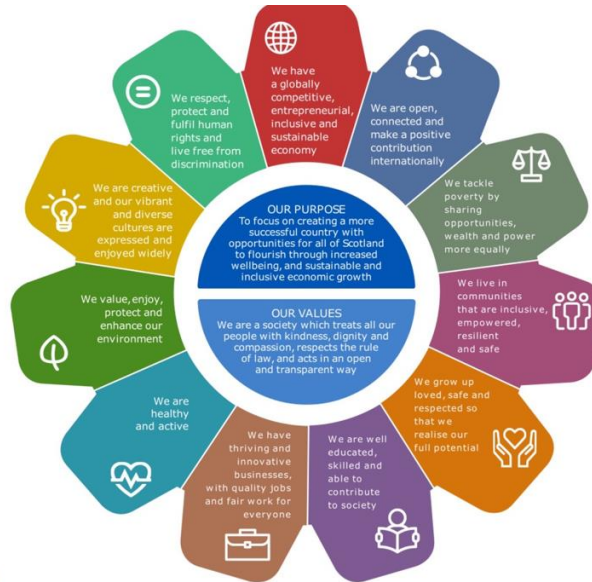 We have
a globally
competitive,
entrepreneurial,
inclusive and
sustainable
economy
We are open,
connected and
make a positive
contribution
internationally
We tackle
poverty by
sharing
opportunities,
wealth and power
more equally
We live in
communities
that are inclusive,
empowered,
resilient
and safe
We grow up
loved, safe and
respected so
that we
realise our
full potential
We are well
educated,
skilled and
able to
contribute
to society
We have
thriving and
innovative
businesses,
with quality jobs
and fair work for
everyone
We are
healthy
and active
We value, enjoy,
protect and
enhance our
environment
We are creative
and our vibrant
and diverse
cultures are
expressed and
enjoyed widely
We respect,
protect and
fulfil human
rights and
live free from
discrimination
OUR PURPOSE
To focus on creating a more
successful country with
opportunities for all of Scotland
to flourish through increased
wellbeing, and sustainable and
inclusive economic growth
OUR VALUES
We are a society which treats all our
people with kindness, dignity and
compassion, respects the rule
of law, and acts in an open
and transparent way